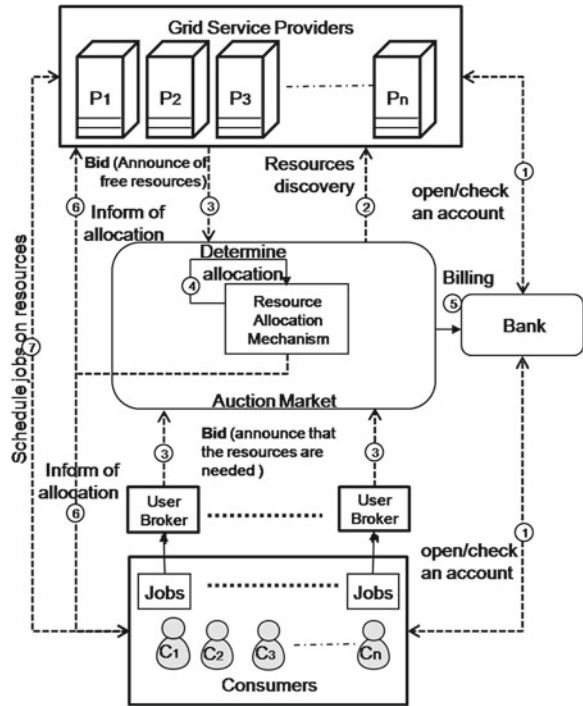 Grid Service Providers
P1
P2
P3
Pn
Bid (Announce of
free resources)
Resources
discovery
1
open/check
an account
6
3
2
Inform of
allocation
Determine
allocation
4
Resource
Allocation
Mechanism
Billing
5
Bank
Auction Market
7
Schedule jobs on resources
Bid (announce that
the resources are
needed )
3
3
Inform of
allocation
6
User
Broker
User
Broker
1
open/check
an account
Jobs
Jobs
C1
C2
C3
Cn
Consumers